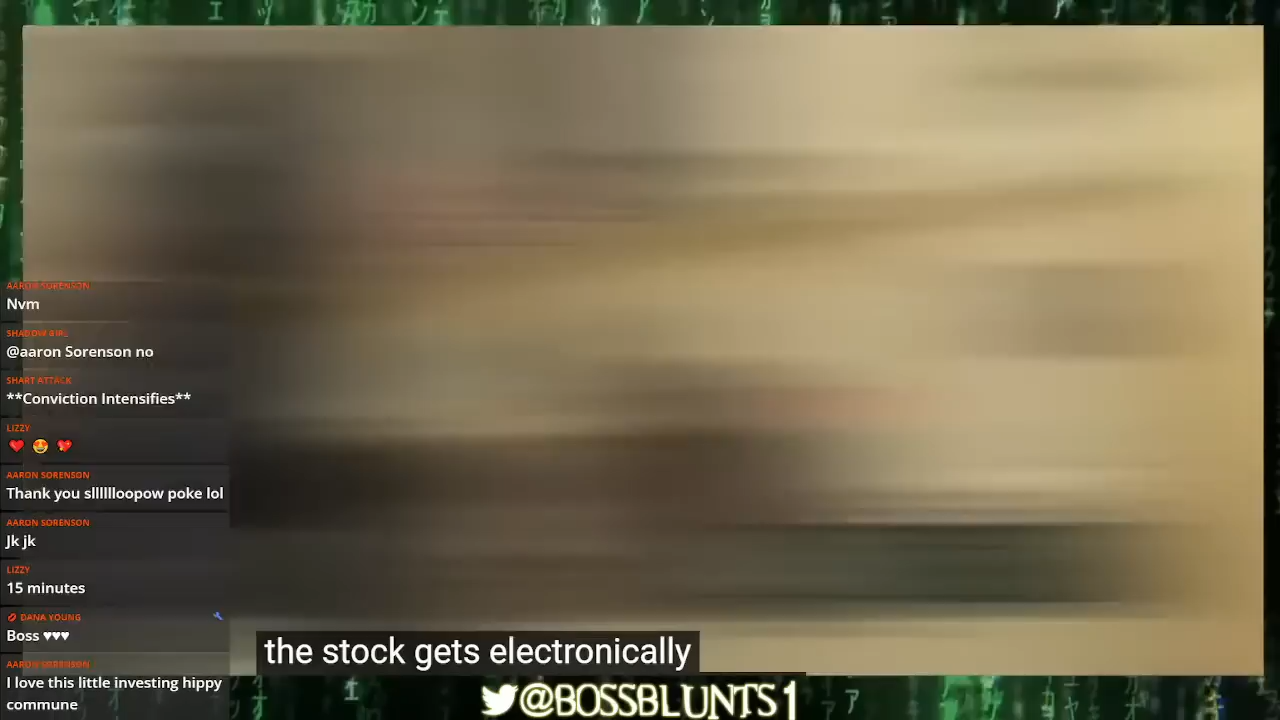 AARON SORENSON
Nvm
SHADOW GIRL
@aaron Sorenson no
SHART ATTACK
**Conviction Intensifies**
LIZZY
❤️ 😍 💖
AARON SORENSON
Thank you slllllloopow poke lol
AARON SORENSON
Jk jk
LIZZY
15 minutes
DANA YOUNG
Boss ♥♥♥
AARON SORENSON
I love this little investing hippy
commune
the stock gets electronically
@BOSSBLUNTS1